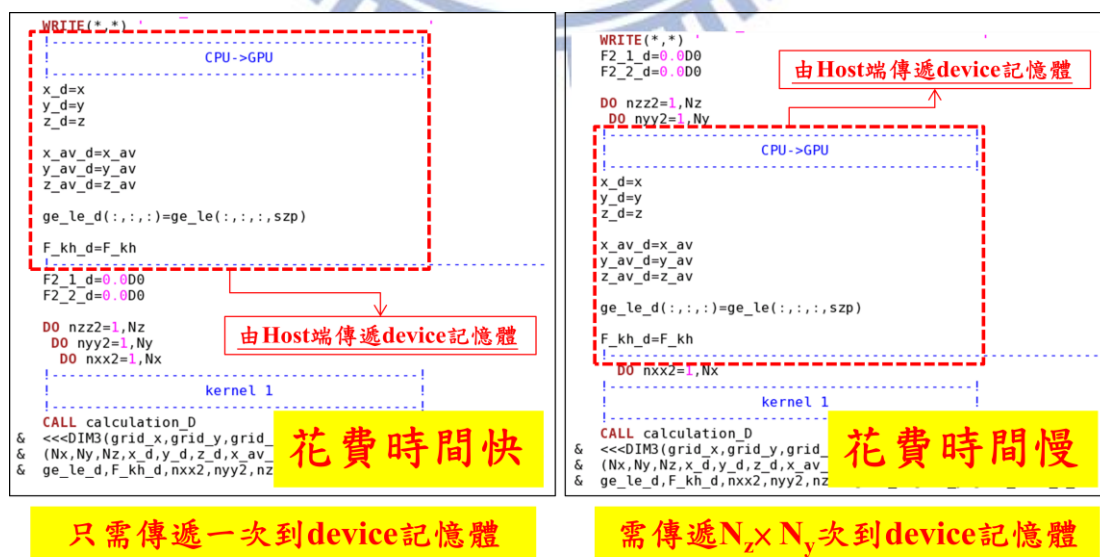 WRITE(*,*) '
!
! CPU->GPU !
!
x_d=x
y_d=y
z_d=z
x_av_d=x_av
y_av_d=y_av
z_av_d=z_av
ge_le_d(:,:,:)=ge_le(:,:,:,szp)
F_kh_d=F_kh
F2_1_d=0.0D0
F2_2_d=0.0D0
由Host端傳遞device記憶體
DO nzz2=1,Nz
DO nyy2=1,Ny
DO nxx2=1,Nx
! kernel 1 !
CALL calculation_D
& <<<DIM3(grid_x,grid_y,grid_
& (Nx,Ny,Nz,x_d,y_d,z_d,x_av_
& ge_le_d,F_kh_d,nxx2,nyy2,nz
花費時間快
只需傳遞一次到device記憶體
WRITE(*,*) '
F2_1_d=0.0D0
F2_2_d=0.0D0
由Host端傳遞device記憶體
DO nzz2=1,Nz
DO nyy2=1,Ny
! CPU->GPU !
x_d=x
y_d=y
z_d=z
x_av_d=x_av
y_av_d=y_av
z_av_d=z_av
ge_le_d(:,:,:)=ge_le(:,:,:,szp)
F_kh_d=F_kh
DO nxx2=1,Nx
! kernel 1 !
CALL calculation_D
& <<<DIM3(grid_x,grid_y,grid_
& (Nx,Ny,Nz,x_d,y_d,z_d,x_av_
& ge_le_d,F_kh_d,nxx2,nyy2,nz
花費時間慢
需傳遞Nz×Ny次到device記憶體